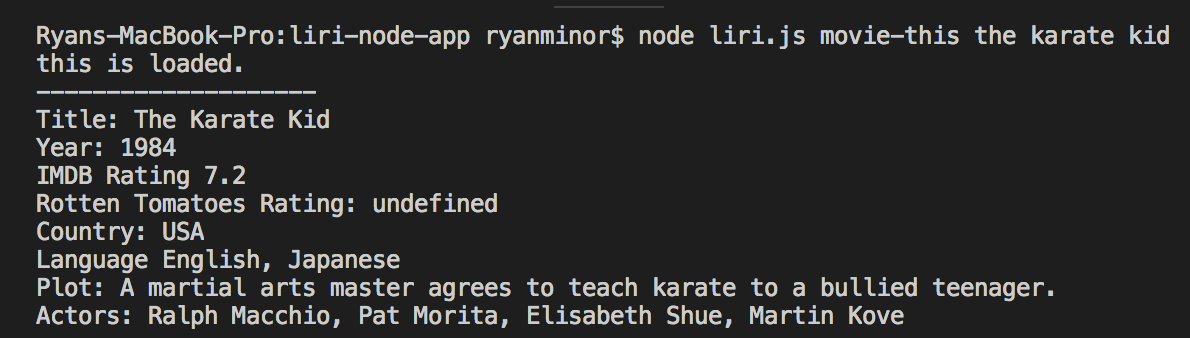 Ryans-MacBook-Pro:liri-node-app ryanminor$ node liri.js movie-this the karate kid
this is loaded.
--------------------
Title: The Karate Kid
Year: 1984
IMDB Rating 7.2
Rotten Tomatoes Rating: undefined
Country: USA
Language English, Japanese
Plot: A martial arts master agrees to teach karate to a bullied teenager.
Actors: Ralph Macchio, Pat Morita, Elisabeth Shue, Martin Kove